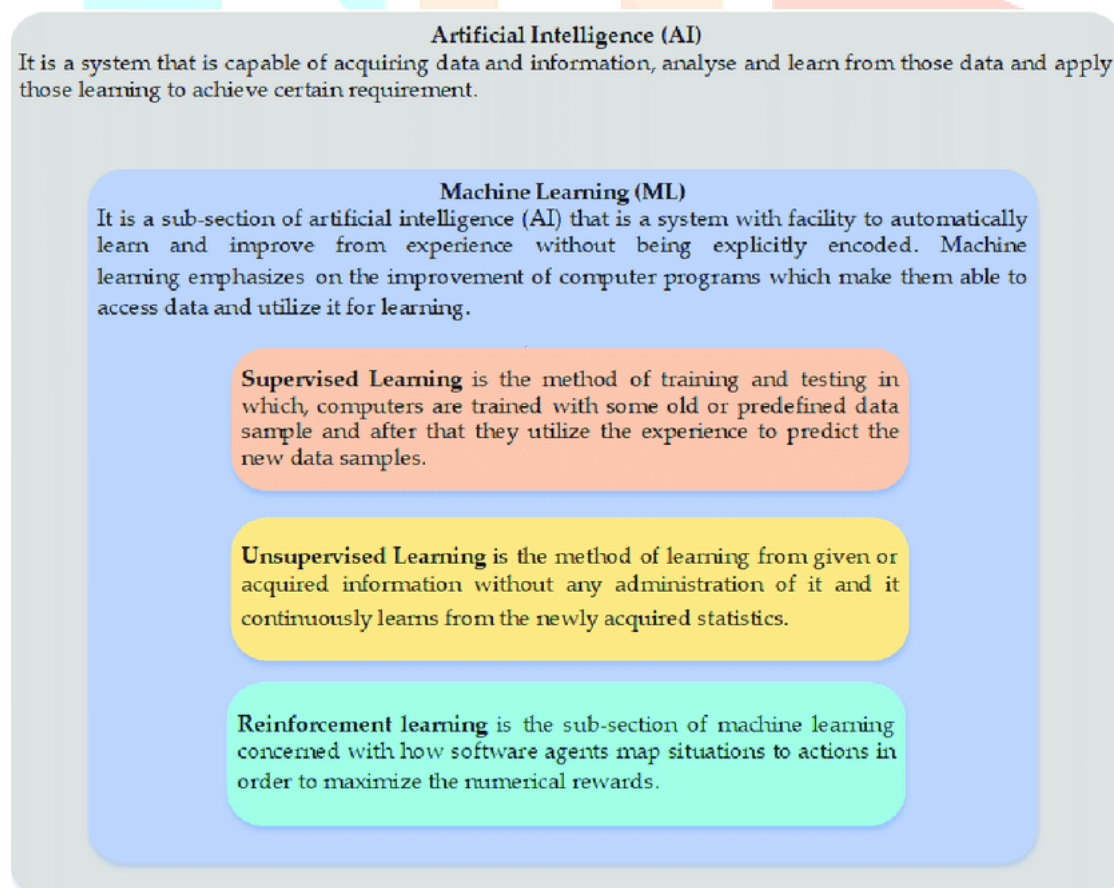 Artificial Intelligence (AI)
It is a system that is capable of acquiring data and information, analyse and learn from those data and apply
those learning to achieve certain requirement.
Machine Learning (ML)
It is a sub-section of artificial intelligence (AI) that is a system with facility to automatically
learn and improve from experience without being explicitly encoded. Machine
learning emphasizes on the improvement of computer programs which make them able to
access data and utilize it for learning.
Supervised Learning is the method of training and testing in
which, computers are trained with some old or predefined data
sample and after that they utilize the experience to predict the
new data samples.
Unsupervised Learning is the method of learning from given or
acquired information without any administration of it and it
continuously learns from the newly acquired statistics.
Reinforcement learning is the sub-section of machine learning
concerned with how software agents map situations to actions in
order to maximize the numerical rewards.